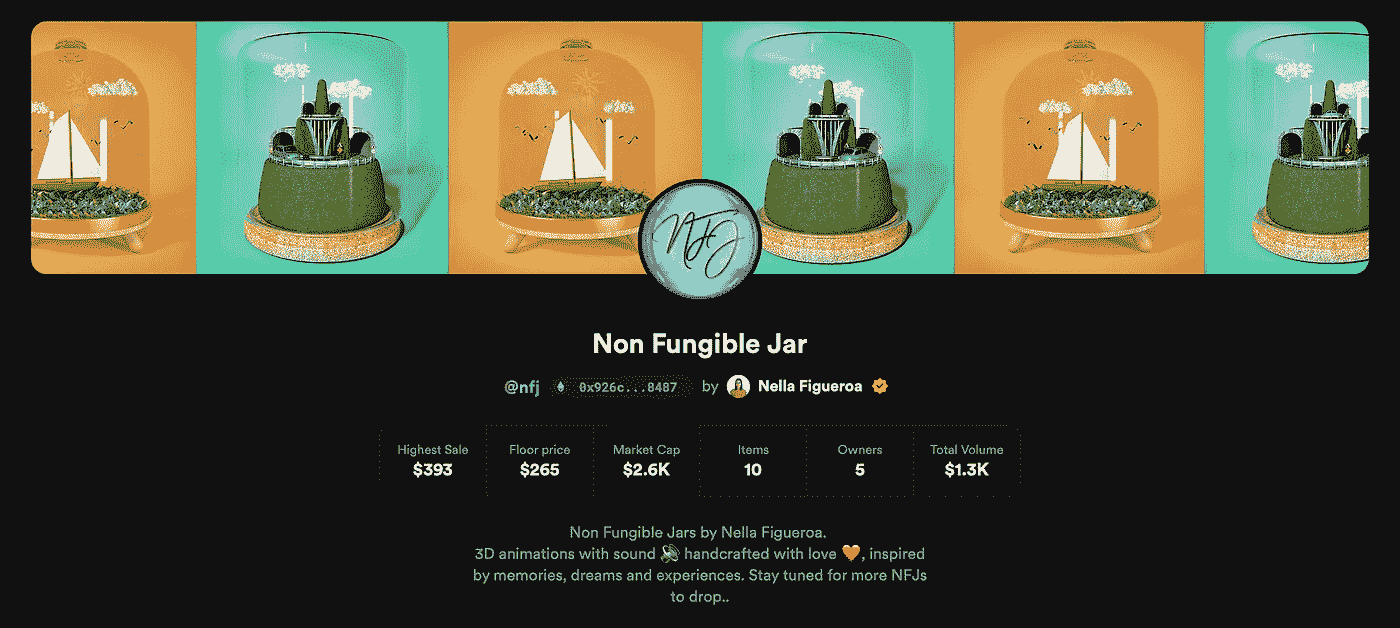 NFJ
Non Fungible Jar
@nfj 0x926c...8487 by Nella Figueroa
Highest Sale Floor price Market Cap Items Owners Total Volume
$393 $265 $2.6K 10 5 $1.3K
Non Fungible Jars by Nella Figueroa.
3D animations with sound 🔊 handcrafted with love 🧡, inspired
by memories, dreams and experiences. Stay tuned for more NFJs
to drop..